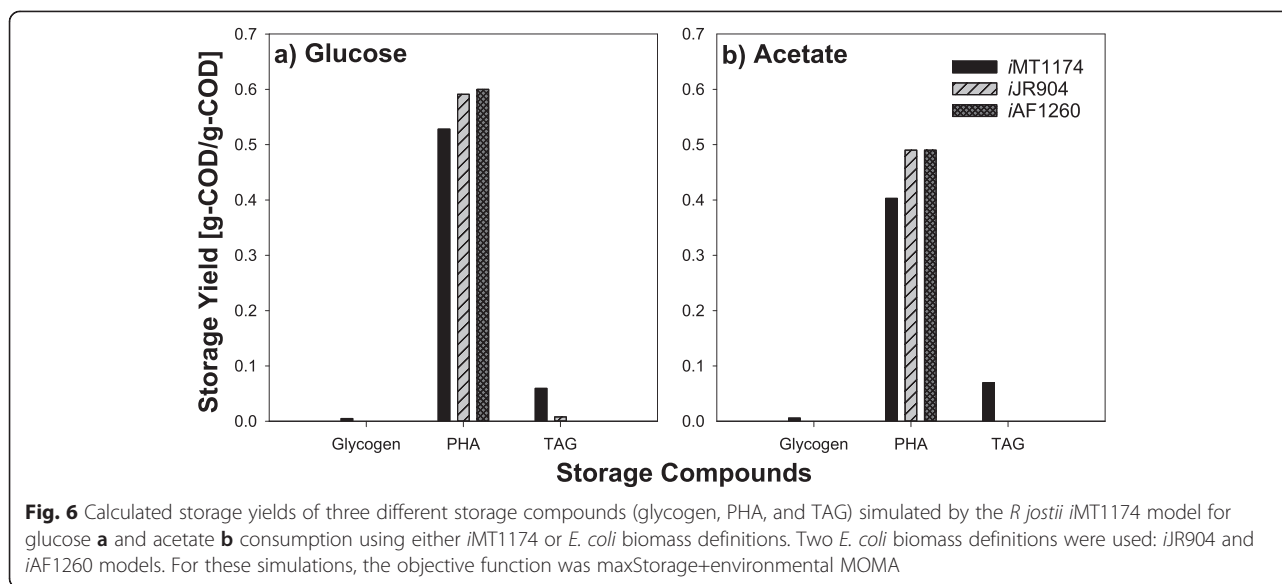 a) Glucose
b) Acetate
iMT1174
iJR904
iAF1260
Storage Yield [g-COD/g-COD]
0.7
0.6
0.5
0.4
0.3
0.2
0.1
0.0
Glycogen PHA TAG
0.7
0.6
0.5
0.4
0.3
0.2
0.1
0.0
Glycogen PHA TAG
Storage Compounds
Fig. 6 Calculated storage yields of three different storage compounds (glycogen, PHA, and TAG) simulated by the R jostii iMT1174 model for
glucose a and acetate b consumption using either iMT1174 or E. coli biomass definitions. Two E. coli biomass definitions were used: iJR904 and
iAF1260 models. For these simulations, the objective function was maxStorage+environmental MOMA